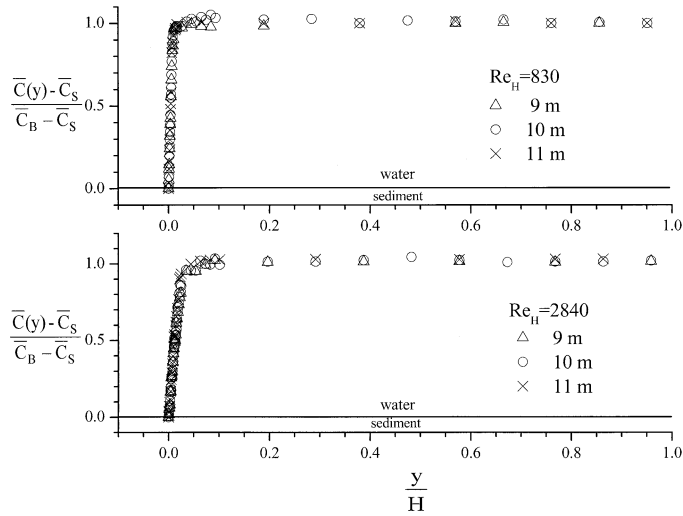 1.0
C̅(y) - C̅S
C̅B − C̅S
0.5
0.0
ReH=830
9 m
10 m
11 m
water
sediment
0.0 0.2 0.4 0.6 0.8 1.0
1.0
C̅(y) - C̅S
C̅B − C̅S
0.5
0.0
ReH=2840
9 m
10 m
11 m
water
sediment
0.0 0.2 0.4 0.6 0.8 1.0
y
H